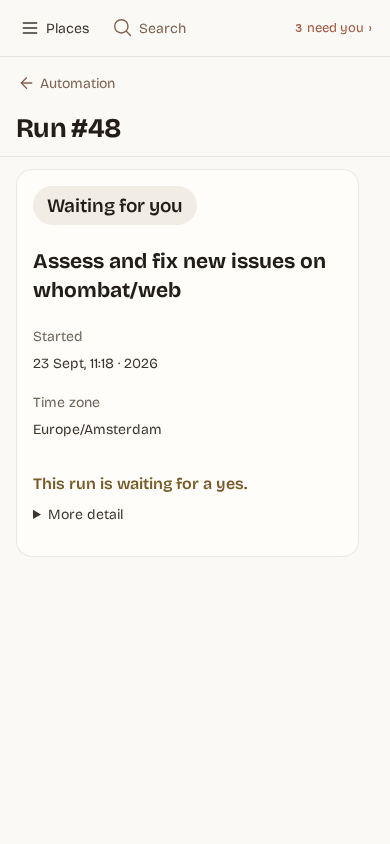 Places
Search
3 need you ›
Automation
Run #48
Waiting for you
Assess and fix new issues on
whombat/web
Started
23 Sept, 11:18 · 2026
Time zone
Europe/Amsterdam
This run is waiting for a yes.
More detail